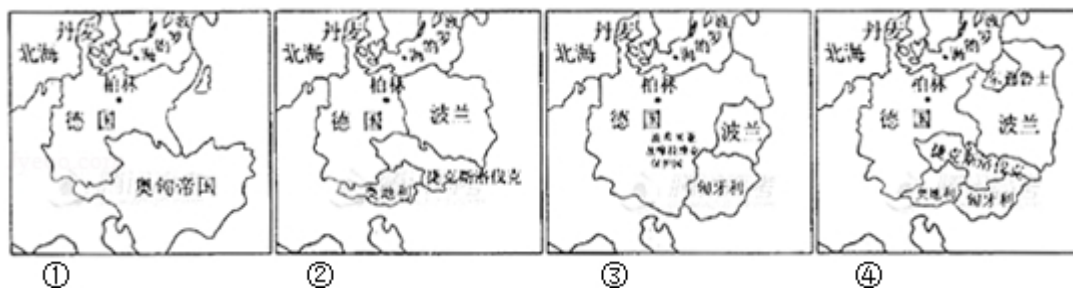 丹麦
北海
波罗的海
柏林
德国
奥匈帝国
①
丹麦
北海
波罗的海
柏林
德国
波兰
捷克斯洛伐克
奥地利
②
丹麦
北海
波罗的海
柏林
德国
波兰
保护国
匈牙利
③
丹麦
北海
波罗的海
东普鲁士
柏林
德国
波兰
捷克斯洛伐克
奥地利
匈牙利
④